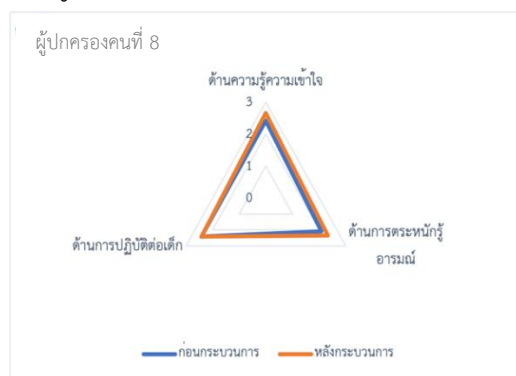 ผู้ปกครองคนที่ 8
ด้านความรู้ความเข้าใจ
3
2
1
0
ด้านการปฏิบัติต่อเด็ก
ด้านการตระหนักรู้
อารมณ์
ก่อนกระบวนการ
หลังกระบวนการ